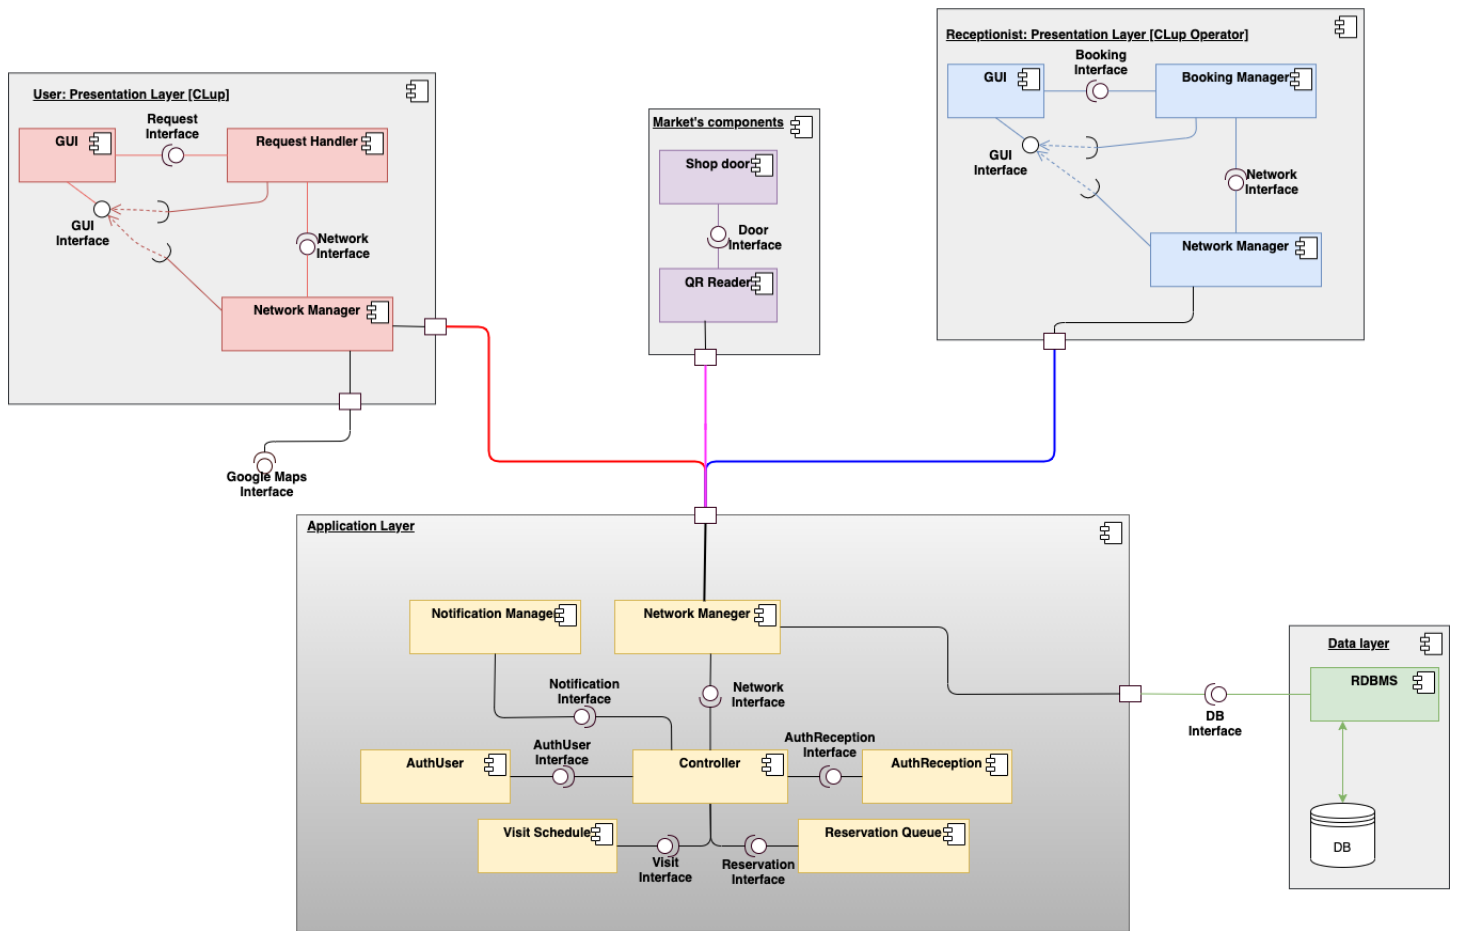 User: Presentation Layer [CLup]
GUI
Request
Interface
Request Handler
GUI
Interface
Network
Interface
Network Manager
Google Maps
Interface
Market's components
Shop door
Door
Interface
QR Reader
Receptionist: Presentation Layer [CLup Operator]
GUI
Booking
Interface
Booking Manager
GUI
Interface
Network
Interface
Network Manager
Application Layer
Notification Manager
Network Maneger
Notification
Interface
Network
Interface
AuthUser
AuthUser
Interface
Controller
AuthReception
Interface
AuthReception
Visit Schedule
Visit
Interface
Reservation
Interface
Reservation Queue
DB
Interface
Data layer
RDBMS
DB